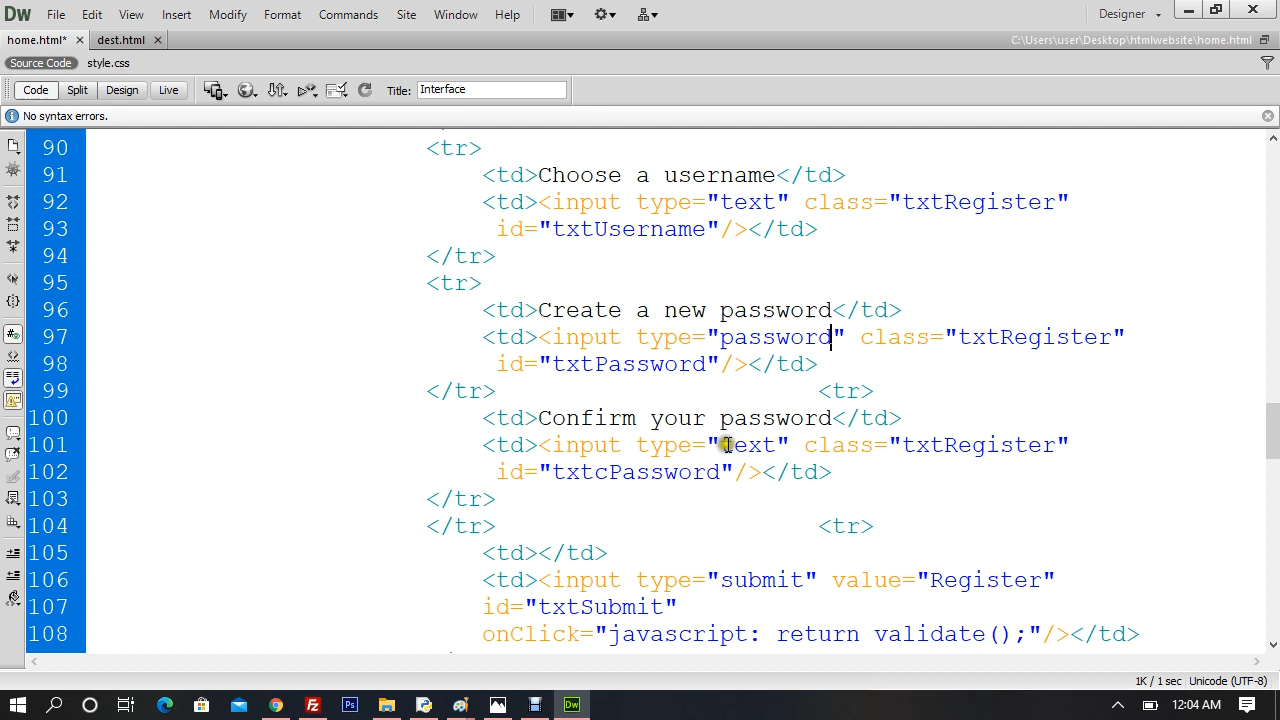 Dw File Edit View Insert Modify Format Commands Site Window Help Designer
home.html* dest.html C:\Users\user\Desktop\htmlwebsite\home.html
Source Code style.css
Code Split Design Live Title: Interface
No syntax errors.
90 <tr>
91 <td>Choose a username</td>
92 <td><input type="text" class="txtRegister"
93 id="txtUsername"/></td>
94 </tr>
95 <tr>
96 <td>Create a new password</td>
97 <td><input type="password" class="txtRegister"
98 id="txtPassword"/></td>
99 </tr> <tr>
100 <td>Confirm your password</td>
101 <td><input type="text" class="txtRegister"
102 id="txtcPassword"/></td>
103 </tr>
104 </tr> <tr>
105 <td></td>
106 <td><input type="submit" value="Register"
107 id="txtSubmit"
108 onClick="javascript: return validate();"/></td>
1K / 1 sec Unicode (UTF-8)
Fz Ps Dw 12:04 AM